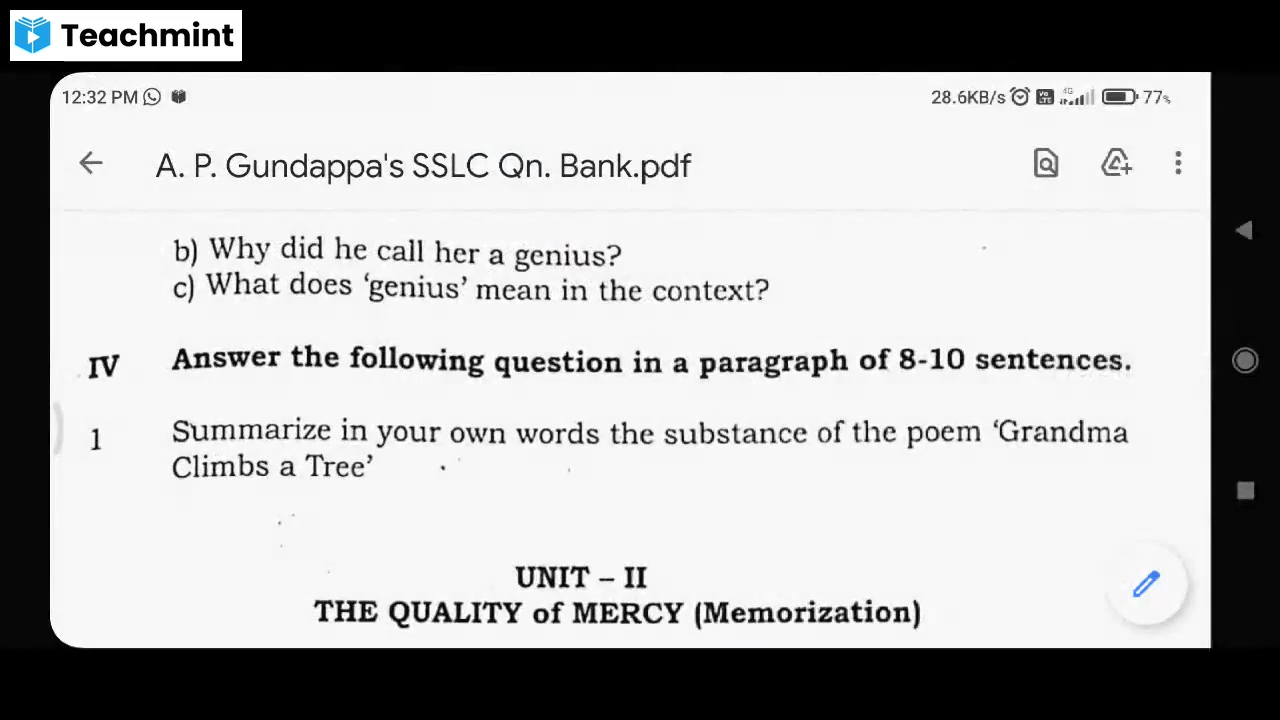 Teachmint
12:32 PM 28.6KB/s 4G 77%
A. P. Gundappa's SSLC Qn. Bank.pdf
b) Why did he call her a genius?
c) What does ‘genius’ mean in the context?
IV Answer the following question in a paragraph of 8-10 sentences.
1 Summarize in your own words the substance of the poem ‘Grandma
Climbs a Tree’
UNIT – II
THE QUALITY of MERCY (Memorization)